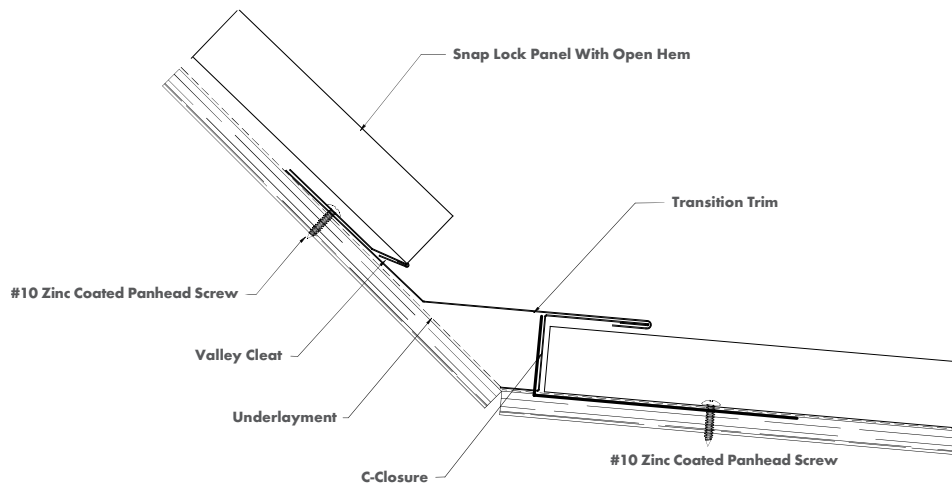 Snap Lock Panel With Open Hem
Transition Trim
#10 Zinc Coated Panhead Screw
Valley Cleat
Underlayment
#10 Zinc Coated Panhead Screw
C-Closure